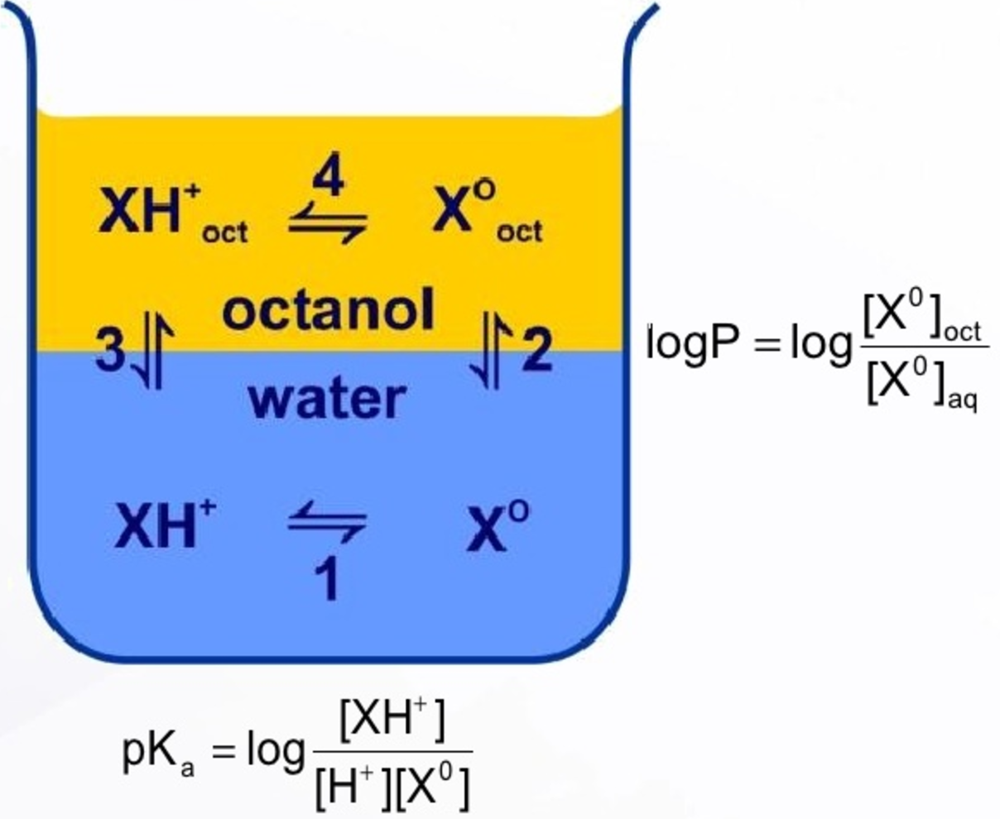 4
XH⁺oct ⇌ X⁰oct
octanol
3 ⇌ ⇌ 2
water
logP = log [X⁰]oct / [X⁰]aq
XH⁺ ⇌ X⁰
1
pKa = log [XH⁺] / [H⁺][X⁰]